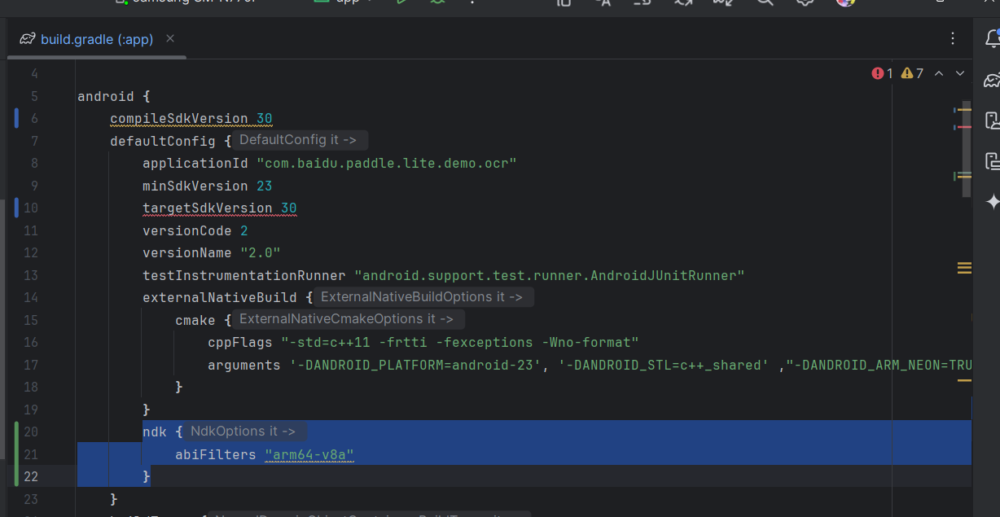 build.gradle (:app)
1 7
4
5 android {
6 compileSdkVersion 30
7 defaultConfig { DefaultConfig it ->
8 applicationId "com.baidu.paddle.lite.demo.ocr"
9 minSdkVersion 23
10 targetSdkVersion 30
11 versionCode 2
12 versionName "2.0"
13 testInstrumentationRunner "android.support.test.runner.AndroidJUnitRunner"
14 externalNativeBuild { ExternalNativeBuildOptions it ->
15 cmake { ExternalNativeCmakeOptions it ->
16 cppFlags "-std=c++11 -frtti -fexceptions -Wno-format"
17 arguments '-DANDROID_PLATFORM=android-23', '-DANDROID_STL=c++_shared' ,"-DANDROID_ARM_NEON=TRU
18 }
19 }
20 ndk { NdkOptions it ->
21 abiFilters "arm64-v8a"
22 }
23 }